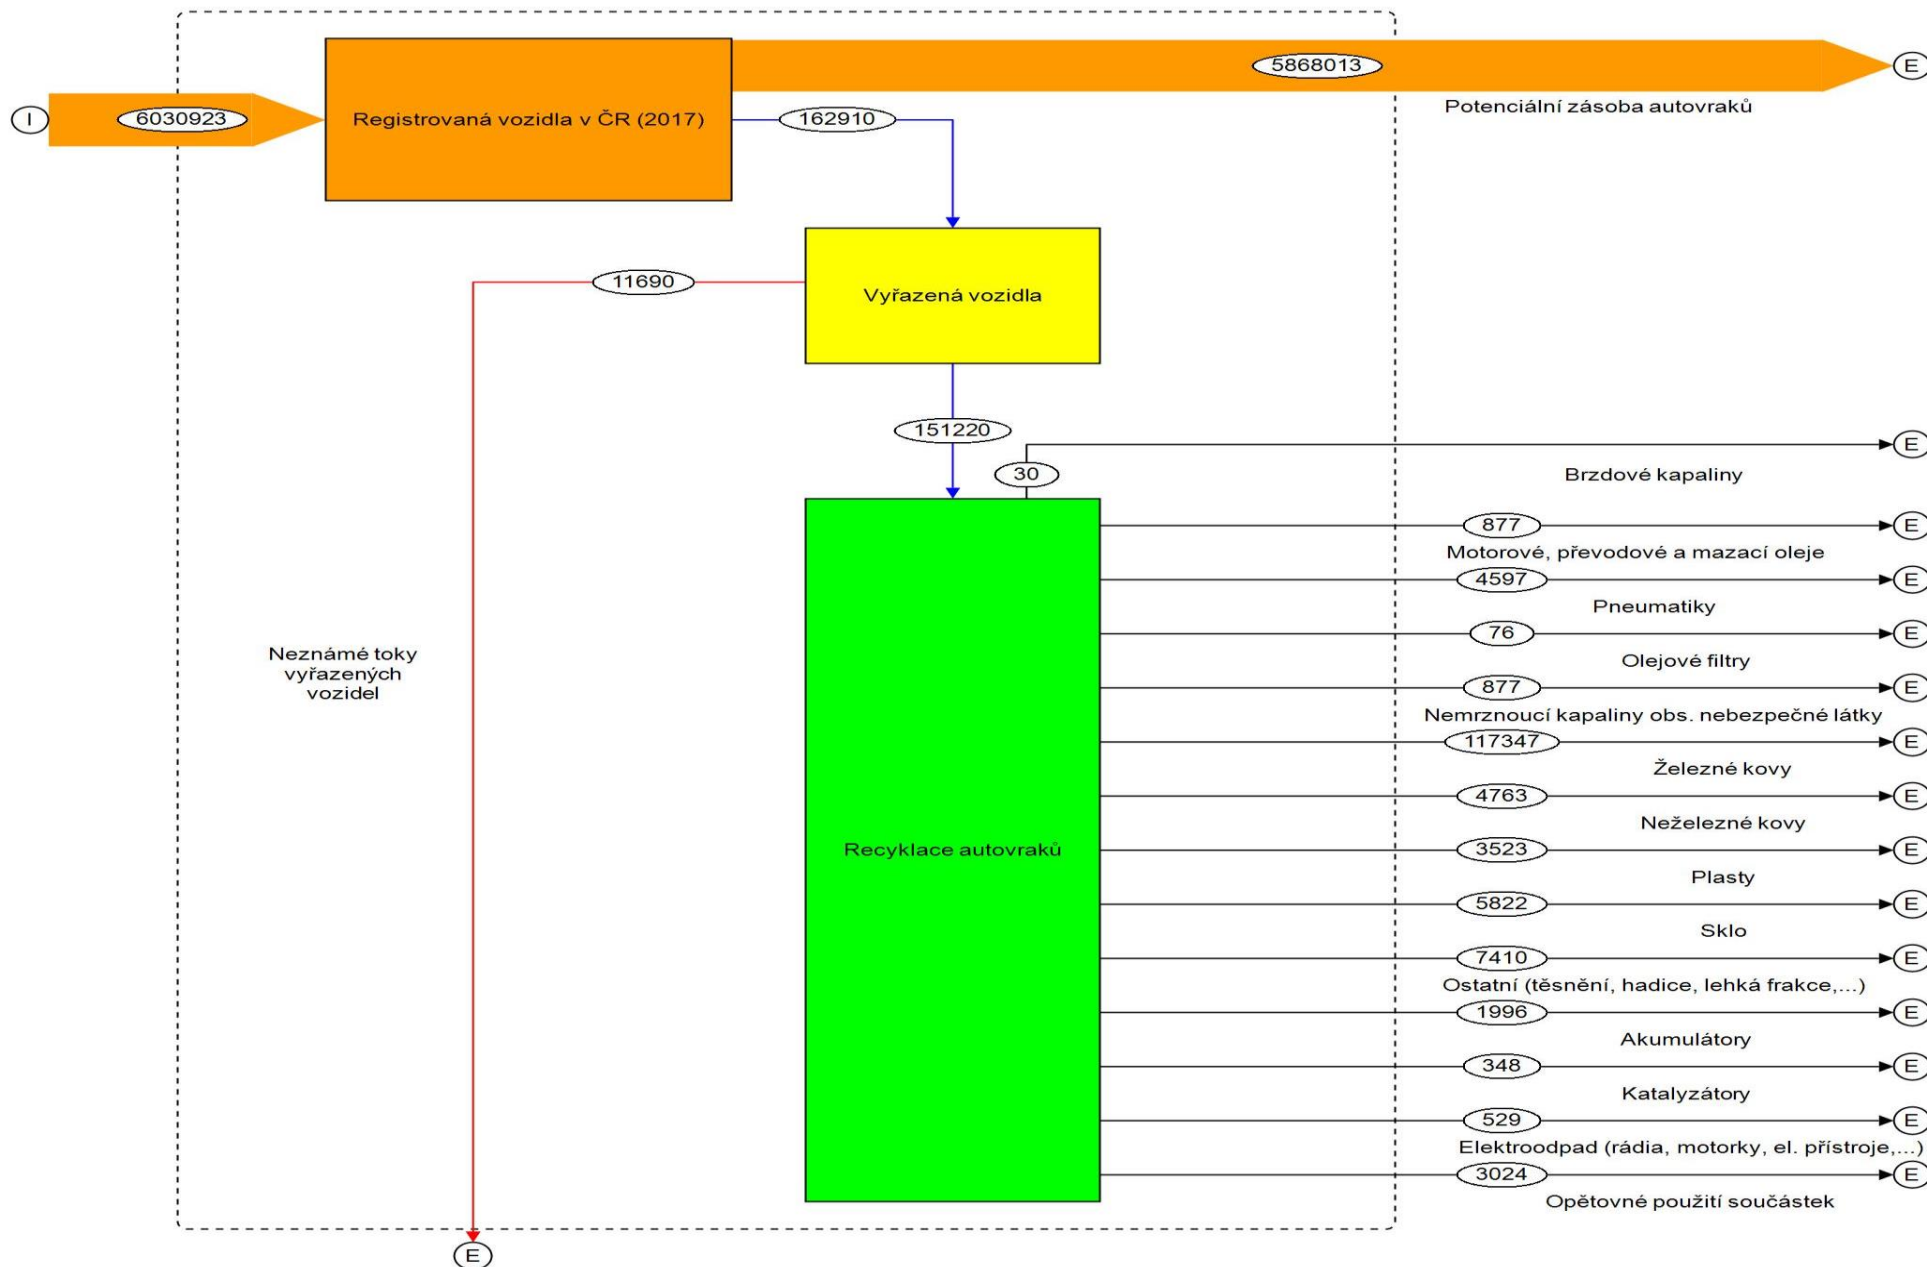 5868013
E
I
6030923
Registrovaná vozidla v ČR (2017)
162910
Potenciální zásoba autovraků
11690
Vyřazená vozidla
151220
E
30
Brzdové kapaliny
877
E
Motorové, převodové a mazací oleje
4597
E
Pneumatiky
76
E
Olejové filtry
Neznámé toky
vyřazených
vozidel
877
E
Nemrznoucí kapaliny obs. nebezpečné látky
117347
E
Železné kovy
4763
E
Neželezné kovy
Recyklace autovraků
3523
E
Plasty
5822
E
Sklo
7410
E
Ostatní (těsnění, hadice, lehká frakce,...)
1996
E
Akumulátory
348
E
Katalyzátory
529
E
Elektroodpad (rádia, motorky, el. přístroje,...)
3024
E
Opětovné použití součástek
E